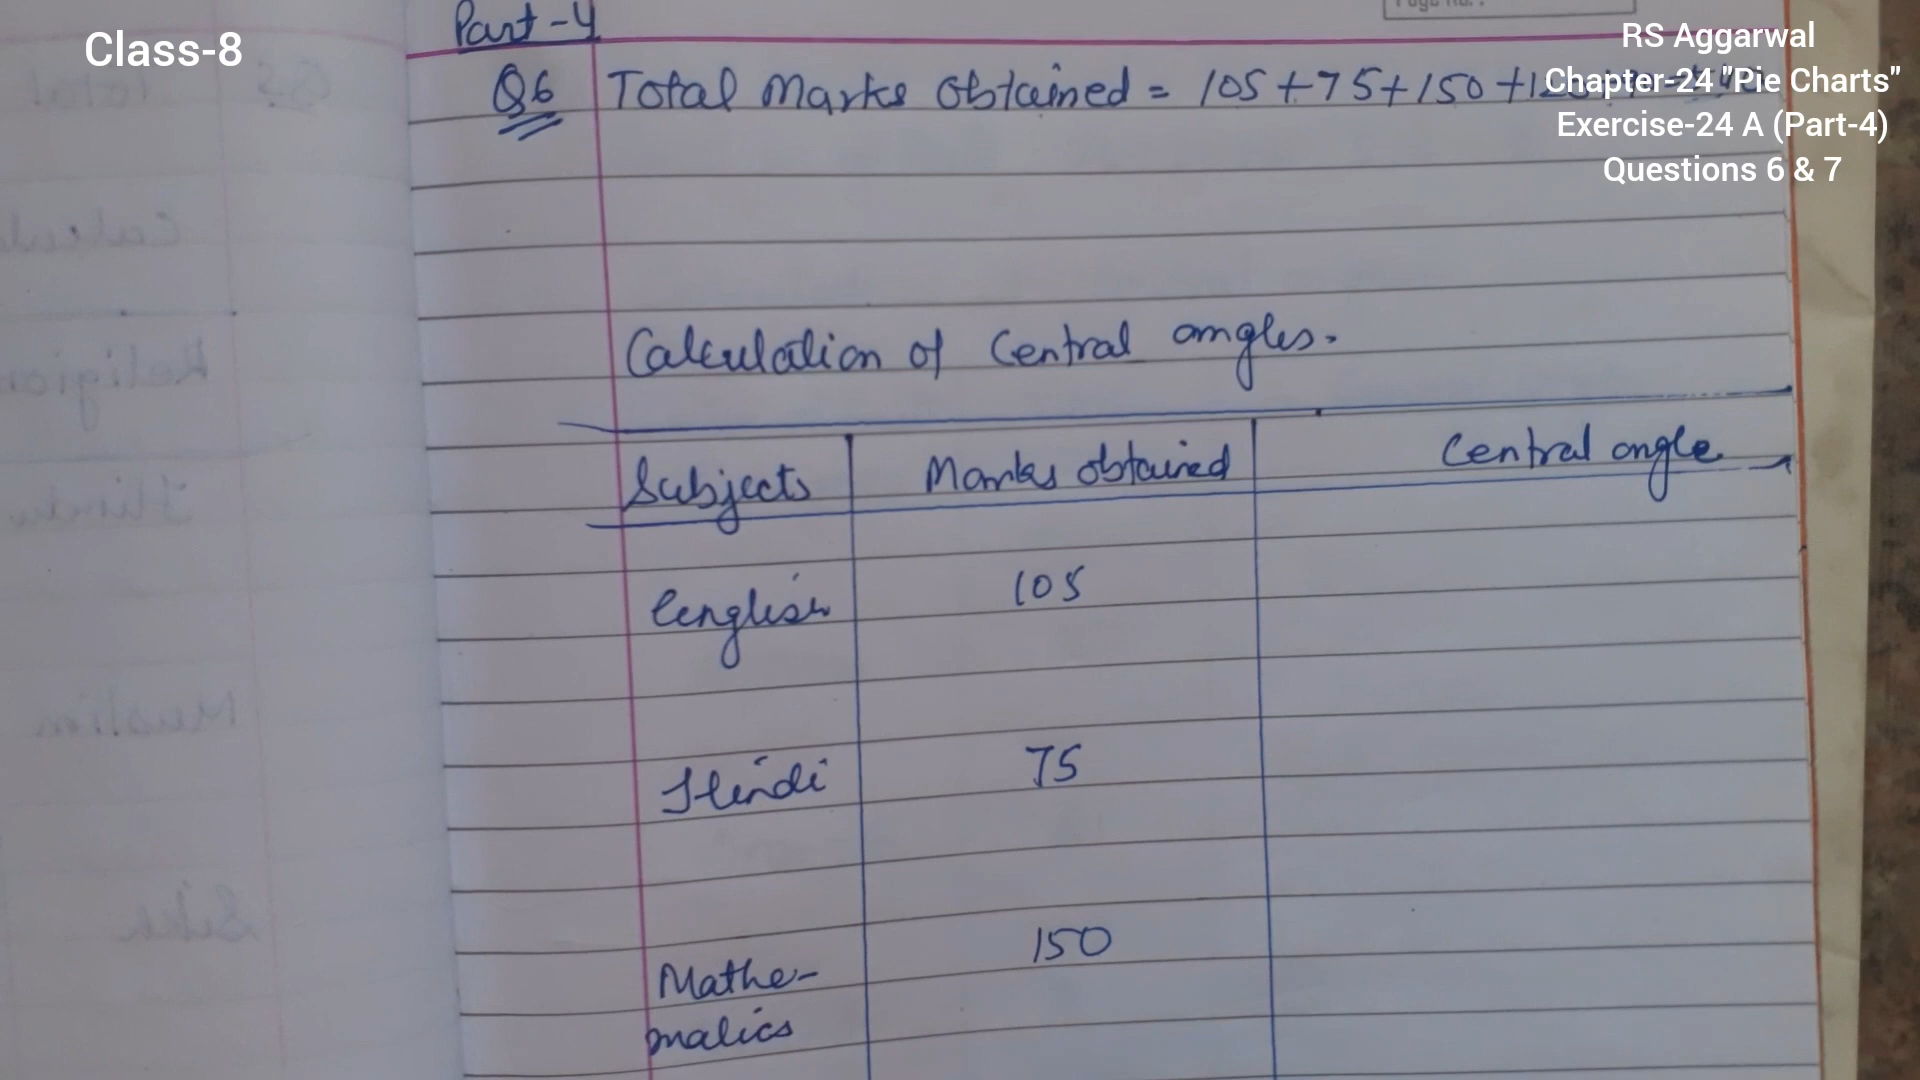 Part-4
Class-8
RS Aggarwal
Chapter-24 "Pie Charts"
Exercise-24 A (Part-4)
Questions 6 & 7
Q6 Total Marks Obtained = 105+75+150+
Calculation of Central angles.
Subjects Marks obtained Central angle
English 105
Hindi 75
Mathe- 150
matics